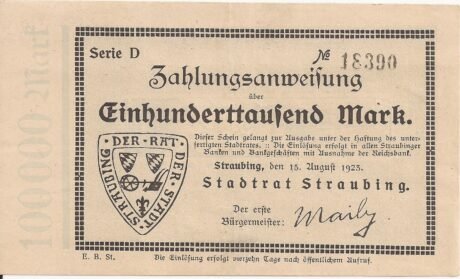 Serie D
№ 18390
Zahlungsanweisung
über
Einhunderttausend Mark.
Dieser Schein gelangt zur Ausgabe unter der Haftung des unter-
fertigten Stadtrates. :: Die Einlösung erfolgt in allen Straubinger
Banken und Bankgeschäften mit Ausnahme der Reichsbank.
Straubing, den 15. August 1923.
Stadtrat Straubing.
Der erste
Bürgermeister:
DER · RAT · DER · STADT · STRAUBING
E. B. St.
Die Einlösung erfolgt vierzehn Tage nach öffentlichem Aufruf.
100000 Mark